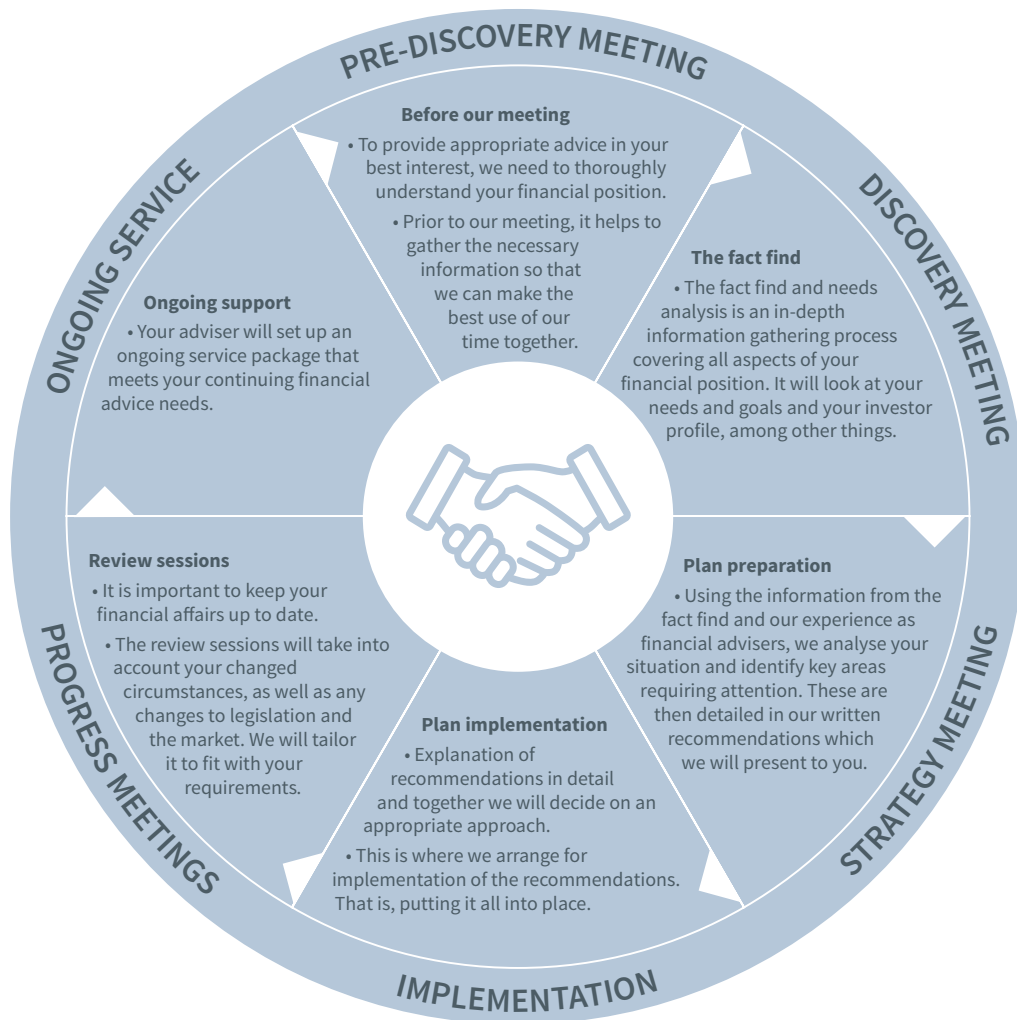 PRE-DISCOVERY MEETING
Before our meeting
• To provide appropriate advice in your
best interest, we need to thoroughly
understand your financial position.
• Prior to our meeting, it helps to
gather the necessary
information so that
we can make the
best use of our
time together.
DISCOVERY MEETING
The fact find
• The fact find and needs
analysis is an in-depth
information gathering process
covering all aspects of your
financial position. It will look at your
needs and goals and your investor
profile, among other things.
STRATEGY MEETING
Plan preparation
• Using the information from the
fact find and our experience as
financial advisers, we analyse your
situation and identify key areas
requiring attention. These are
then detailed in our written
recommendations which
we will present to you.
IMPLEMENTATION
Plan implementation
• Explanation of
recommendations in detail
and together we will decide on an
appropriate approach.
• This is where we arrange for
implementation of the recommendations.
That is, putting it all into place.
PROGRESS MEETINGS
Review sessions
• It is important to keep your
financial affairs up to date.
• The review sessions will take into
account your changed
circumstances, as well as any
changes to legislation and
the market. We will tailor
it to fit with your
requirements.
ONGOING SERVICE
Ongoing support
• Your adviser will set up an
ongoing service package that
meets your continuing financial
advice needs.